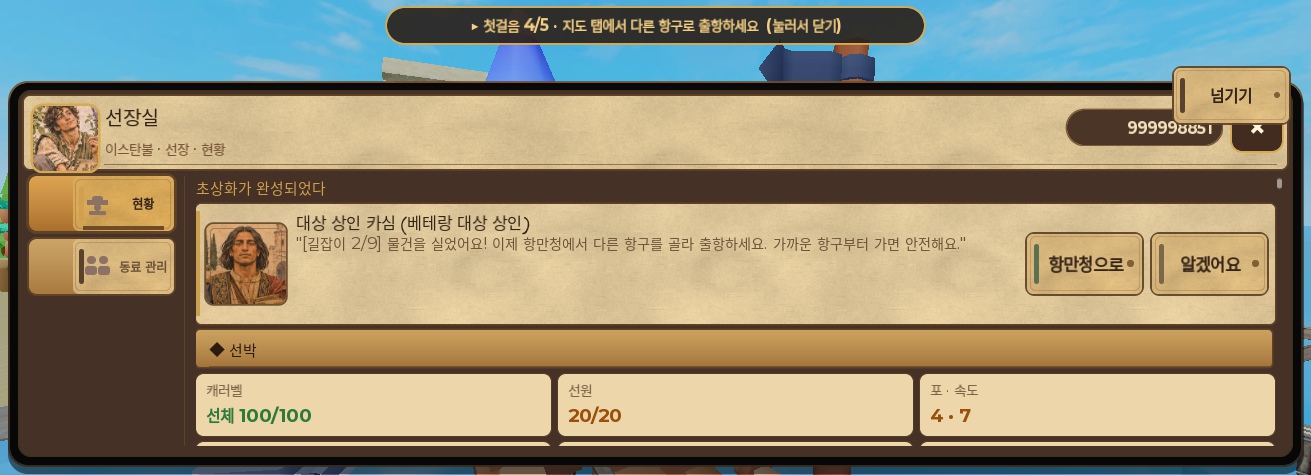 ▸ 첫걸음 4/5 · 지도 탭에서 다른 항구로 출항하세요 (눌러서 닫기)
넘기기
선장실
이스탄불 · 선장 · 현황
999998851
×
현황
동료 관리
초상화가 완성되었다
대상 상인 카심 (베테랑 대상 상인)
"[길잡이 2/9] 물건을 실었어요! 이제 항만청에서 다른 항구를 골라 출항하세요. 가까운 항구부터 가면 안전해요."
항만청으로
알겠어요
◆ 선박
캐러벨
선체 100/100
선원
20/20
포 · 속도
4 · 7